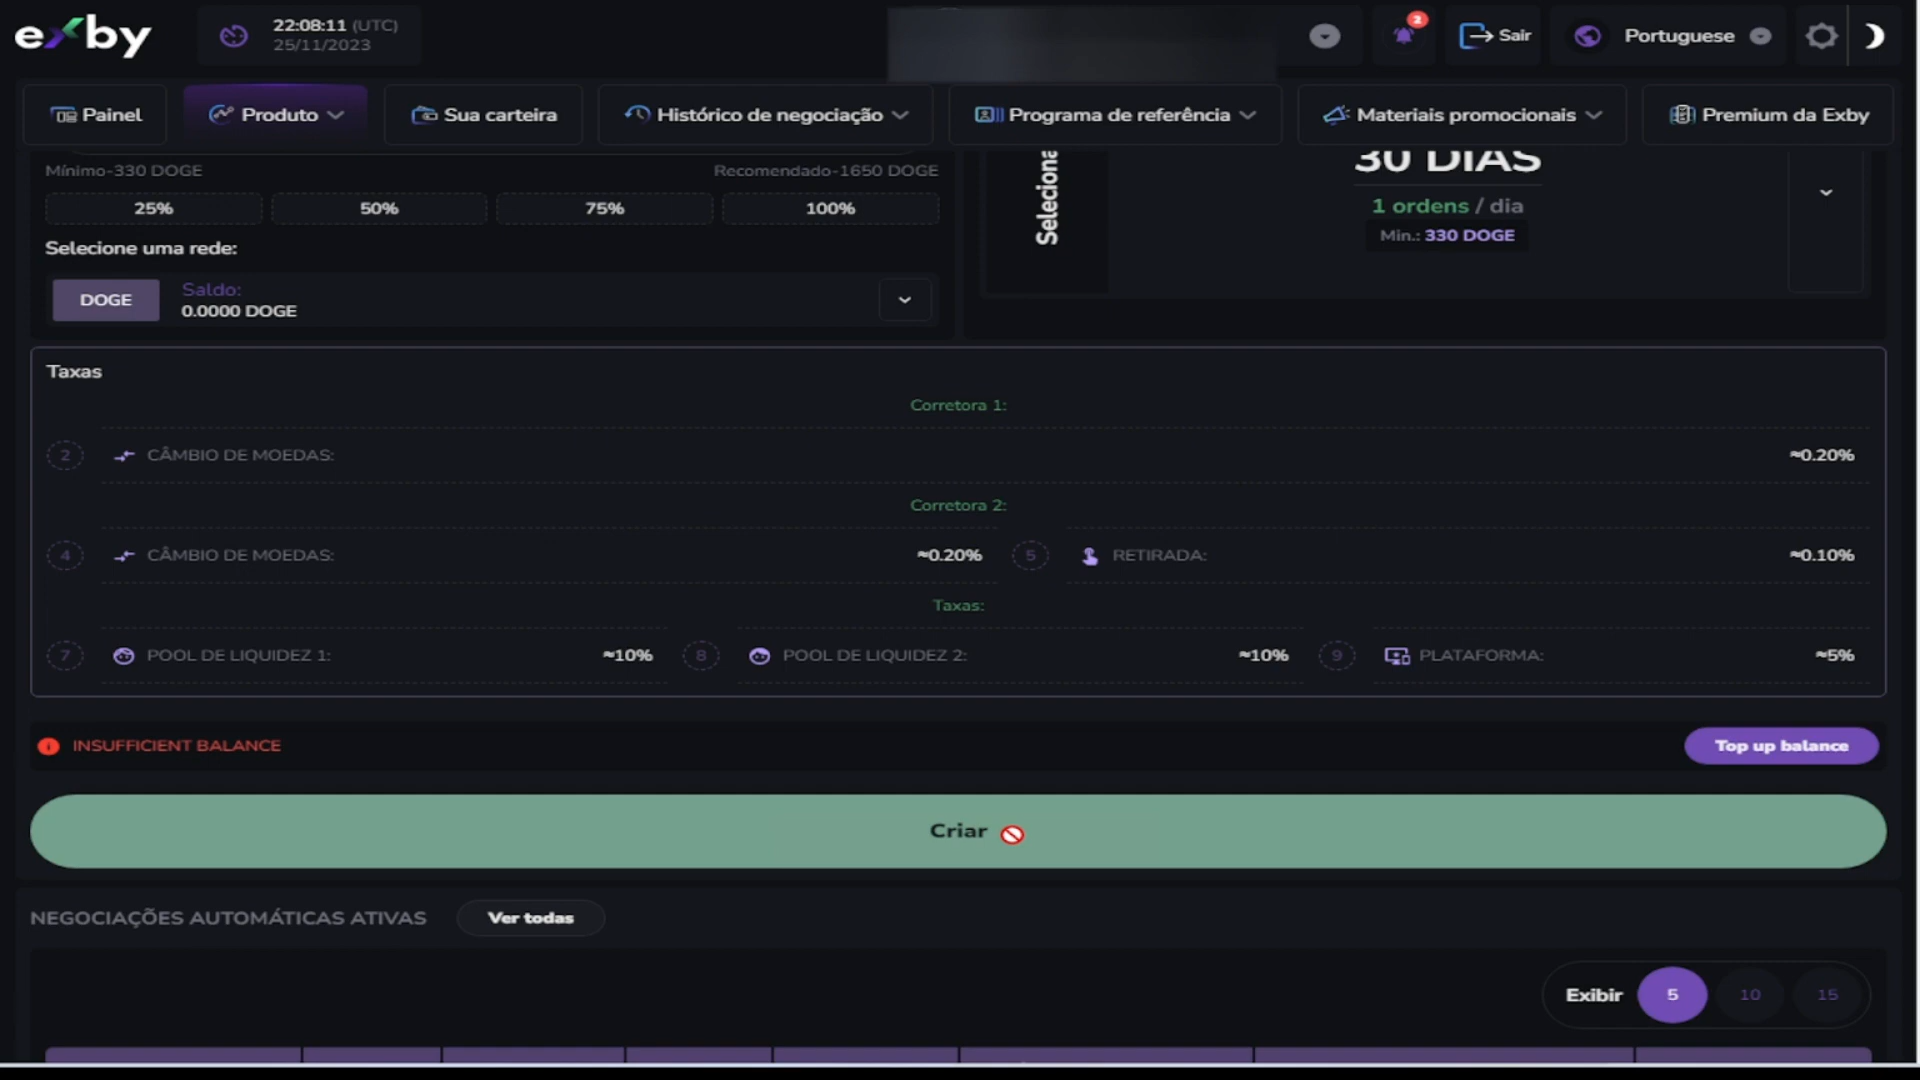 exby
22:08:11 (UTC)
25/11/2023
2
Sair
Portuguese
Painel
Produto
Sua carteira
Histórico de negociação
Programa de referência
Materiais promocionais
Premium da Exby
Mínimo-330 DOGE
Recomendado-1650 DOGE
25%
50%
75%
100%
Selecione uma rede:
DOGE
Saldo:
0.0000 DOGE
Seleciona
30 DIAS
1 ordens / dia
Min.: 330 DOGE
Taxas
Corretora 1:
2
CÂMBIO DE MOEDAS:
≈0.20%
Corretora 2:
4
CÂMBIO DE MOEDAS:
≈0.20%
5
RETIRADA:
≈0.10%
Taxas:
7
POOL DE LIQUIDEZ 1:
≈10%
8
POOL DE LIQUIDEZ 2:
≈10%
9
PLATAFORMA:
≈5%
INSUFFICIENT BALANCE
Top up balance
Criar
NEGOCIAÇÕES AUTOMÁTICAS ATIVAS
Ver todas
Exibir
5
10
15